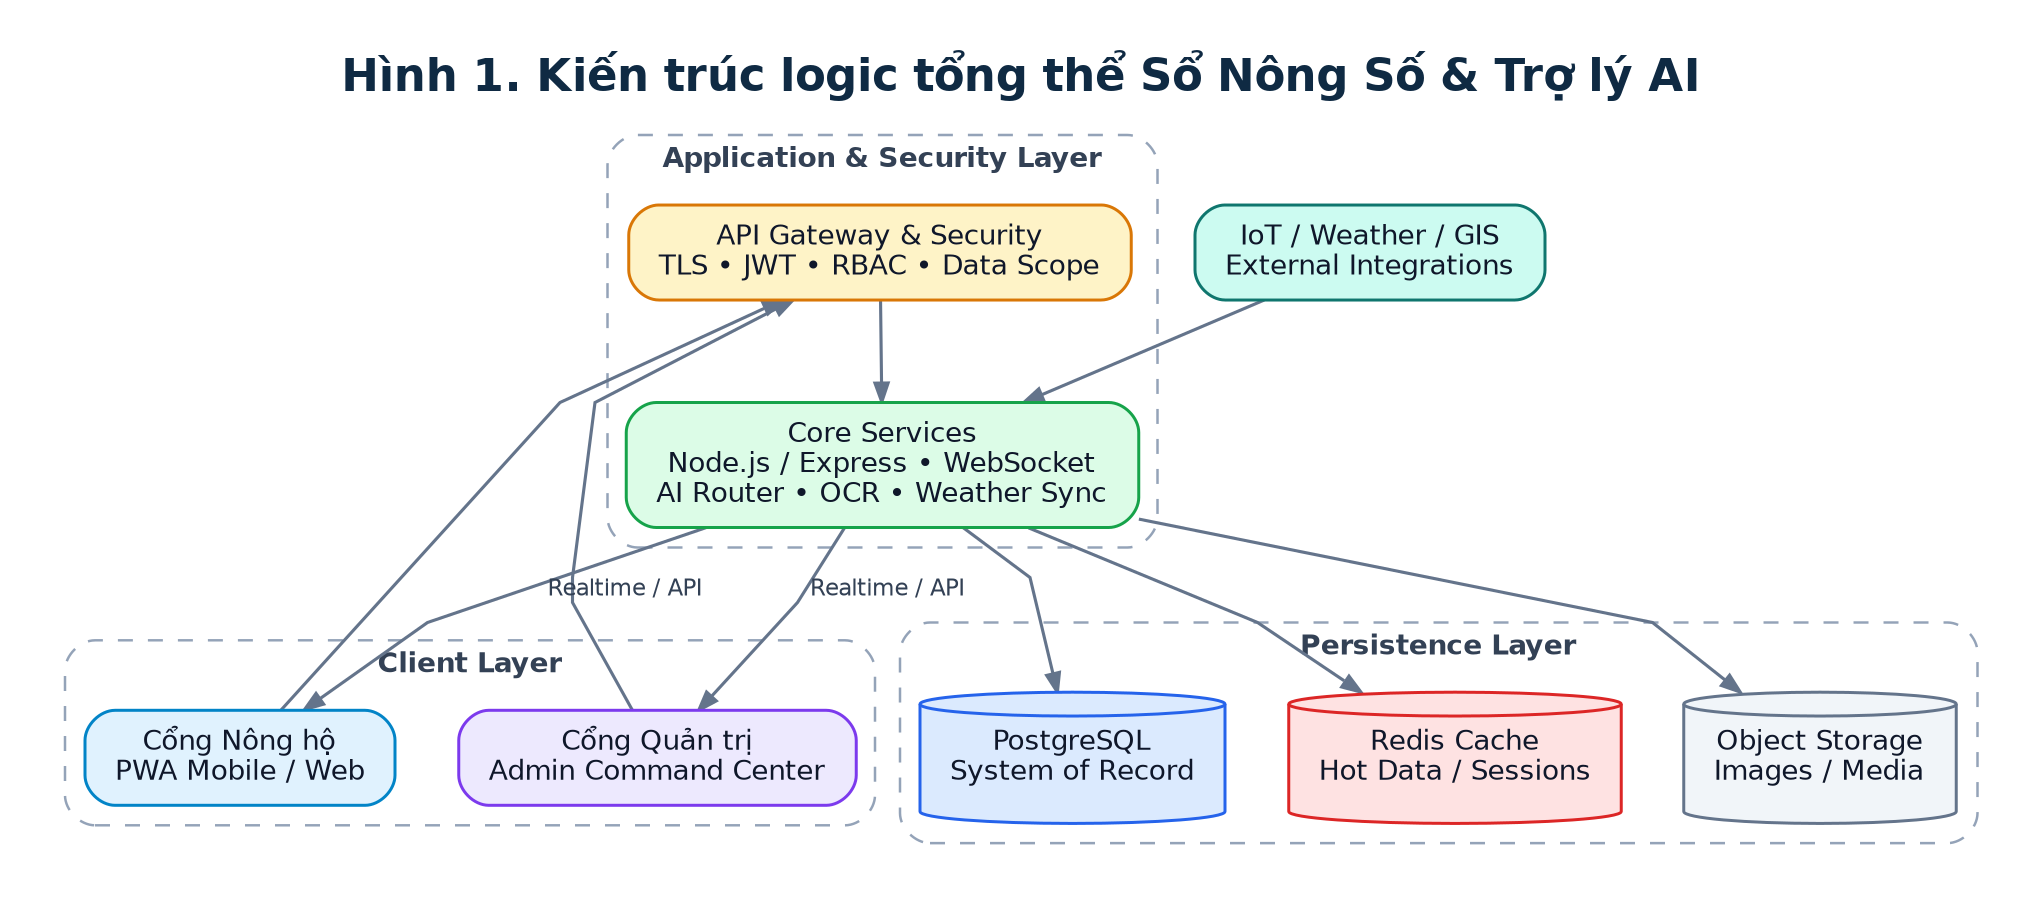 Hình 1. Kiến trúc logic tổng thể Sổ Nông Số & Trợ lý AI
Application & Security Layer
API Gateway & Security
TLS • JWT • RBAC • Data Scope
IoT / Weather / GIS
External Integrations
Core Services
Node.js / Express • WebSocket
AI Router • OCR • Weather Sync
Realtime / API
Realtime / API
Client Layer
Cổng Nông hộ
PWA Mobile / Web
Cổng Quản trị
Admin Command Center
Persistence Layer
PostgreSQL
System of Record
Redis Cache
Hot Data / Sessions
Object Storage
Images / Media